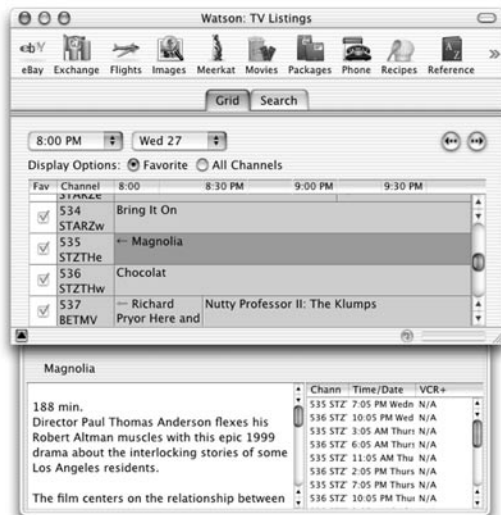 Watson: TV Listings
eBay Exchange Flights Images Meerkat Movies Packages Phone Recipes Reference »
Grid Search
8:00 PM Wed 27
Display Options: Favorite All Channels
Fav Channel 8:00 8:30 PM 9:00 PM 9:30 PM
STARZe
534 Bring It On
STARZw
535 ← Magnolia
STZTHe
536 Chocolat
STZTHw
537 ← Richard Nutty Professor II: The Klumps
BETMV Pryor Here and
Magnolia
Chann Time/Date VCR+
188 min.
Director Paul Thomas Anderson flexes his
Robert Altman muscles with this epic 1999
drama about the interlocking stories of some
Los Angeles residents.
The film centers on the relationship between
535 STZ 7:05 PM Wedn N/A
536 STZ 10:05 PM Wed N/A
535 STZ 3:05 AM Thurs N/A
536 STZ 6:05 AM Thurs N/A
535 STZ 11:05 AM Thu N/A
536 STZ 2:05 PM Thurs N/A
536 STZ 10:05 PM Thur N/A